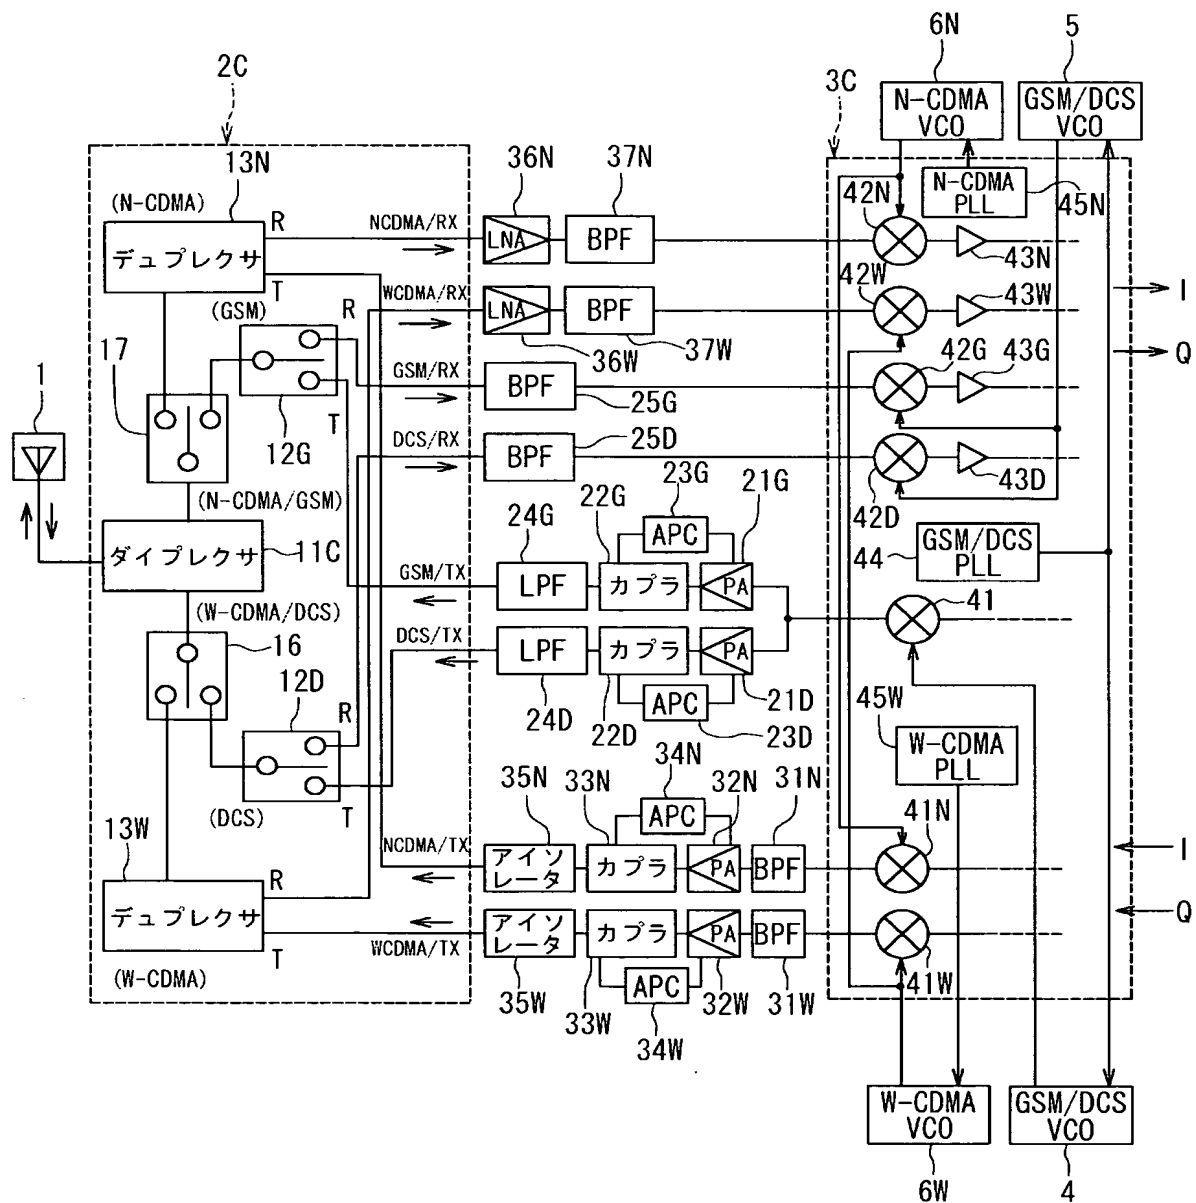 6N
5
2C
3C
N-CDMA
VCO
GSM/DCS
VCO
13N
36N
37N
42N
N-CDMA
PLL
45N
(N-CDMA)
R
NCDMA/RX
デュプレクサ
LNA
BPF
43N
T
42W
(GSM)
R
WCDMA/RX
LNA
BPF
43W
I
17
36W
37W
42G
43G
Q
GSM/RX
BPF
1
T
25G
12G
DCS/RX
25D
BPF
43D
23G
21G
(N-CDMA/GSM)
24G
22G
APC
42D
ダイプレクサ
11C
44
GSM/DCS
PLL
GSM/TX
LPF
カプラ
PA
41
(W-CDMA/DCS)
DCS/TX
16
LPF
カプラ
PA
12D
APC
21D
R
24D
22D
23D
45W
34N
W-CDMA
PLL
35N
33N
32N
31N
(DCS)
T
APC
13W
NCDMA/TX
41N
I
アイソ
レータ
カプラ
PA
BPF
R
デュプレクサ
アイソ
レータ
カプラ
PA
BPF
Q
T
WCDMA/TX
(W-CDMA)
APC
41W
35W
33W
32W
31W
34W
W-CDMA
VCO
GSM/DCS
VCO
6W
4